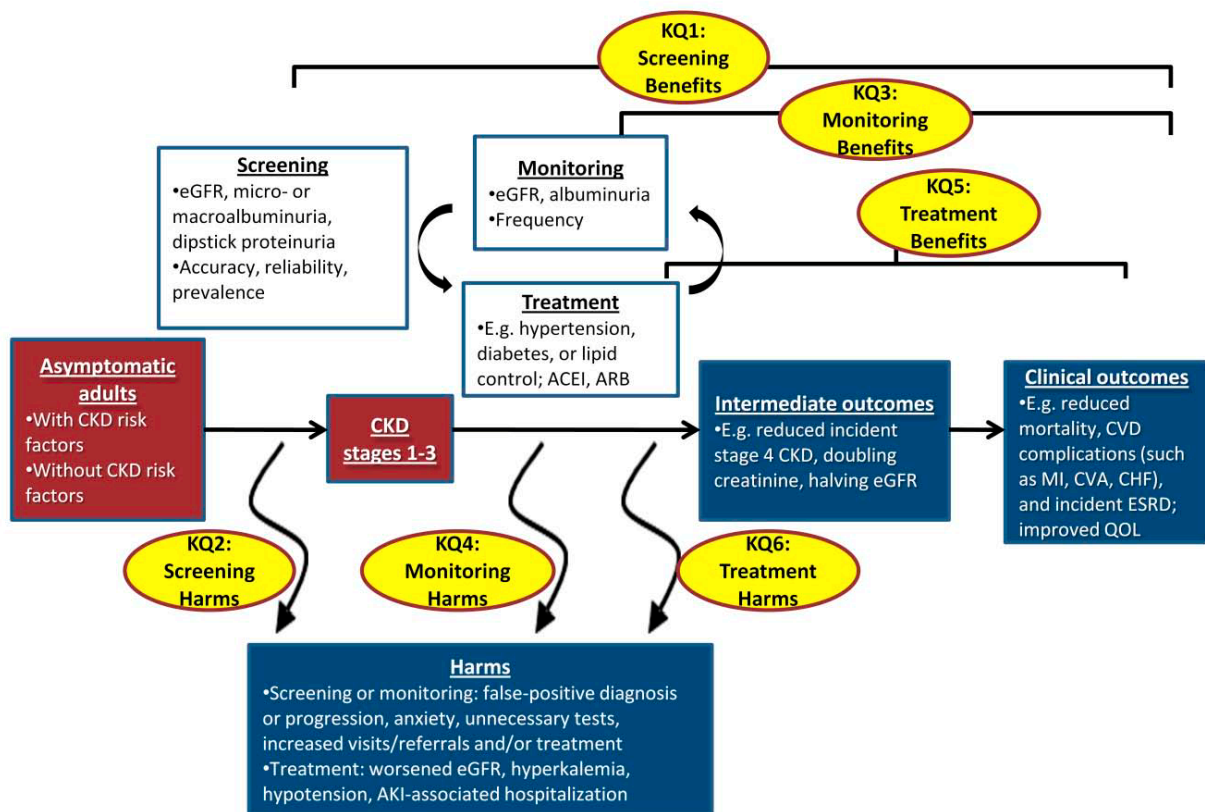 KQ1:
Screening
Benefits
KQ3:
Monitoring
Benefits
KQ5:
Treatment
Benefits
Screening
•eGFR, micro- or
macroalbuminuria,
dipstick proteinuria
•Accuracy, reliability,
prevalence
Monitoring
•eGFR, albuminuria
•Frequency
Treatment
•E.g. hypertension,
diabetes, or lipid
control; ACEI, ARB
Asymptomatic
adults
•With CKD risk
factors
•Without CKD risk
factors
CKD
stages 1-3
Intermediate outcomes
•E.g. reduced incident
stage 4 CKD, doubling
creatinine, halving eGFR
Clinical outcomes
•E.g. reduced
mortality, CVD
complications (such
as MI, CVA, CHF),
and incident ESRD;
improved QOL
KQ2:
Screening
Harms
KQ4:
Monitoring
Harms
KQ6:
Treatment
Harms
Harms
•Screening or monitoring: false-positive diagnosis
or progression, anxiety, unnecessary tests,
increased visits/referrals and/or treatment
•Treatment: worsened eGFR, hyperkalemia,
hypotension, AKI-associated hospitalization